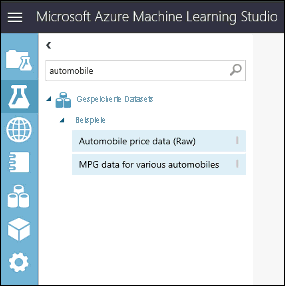 Microsoft Azure Machine Learning Studio
automobile
Gespeicherte Datasets
Beispiele
Automobile price data (Raw)
MPG data for various automobiles